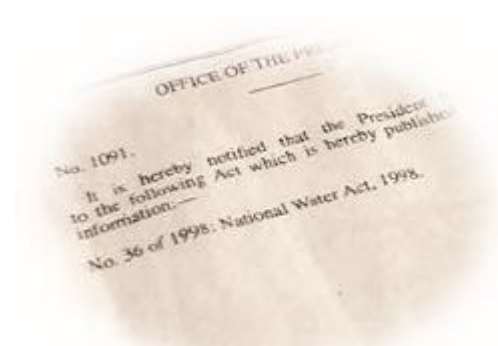 OFFICE OF THE
No. 1091.
It is hereby notified that the President
to the following Act which is hereby published
information:—
No. 36 of 1998: National Water Act, 1998.